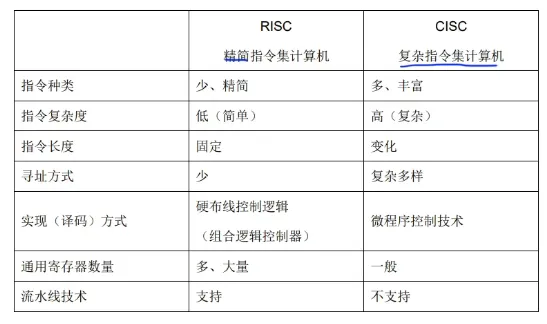 RISC CISC
精简指令集计算机 复杂指令集计算机
指令种类 少、精简 多、丰富
指令复杂度 低（简单） 高（复杂）
指令长度 固定 变化
寻址方式 少 复杂多样
实现（译码）方式 硬布线控制逻辑 微程序控制技术
（组合逻辑控制器）
通用寄存器数量 多、大量 一般
流水线技术 支持 不支持